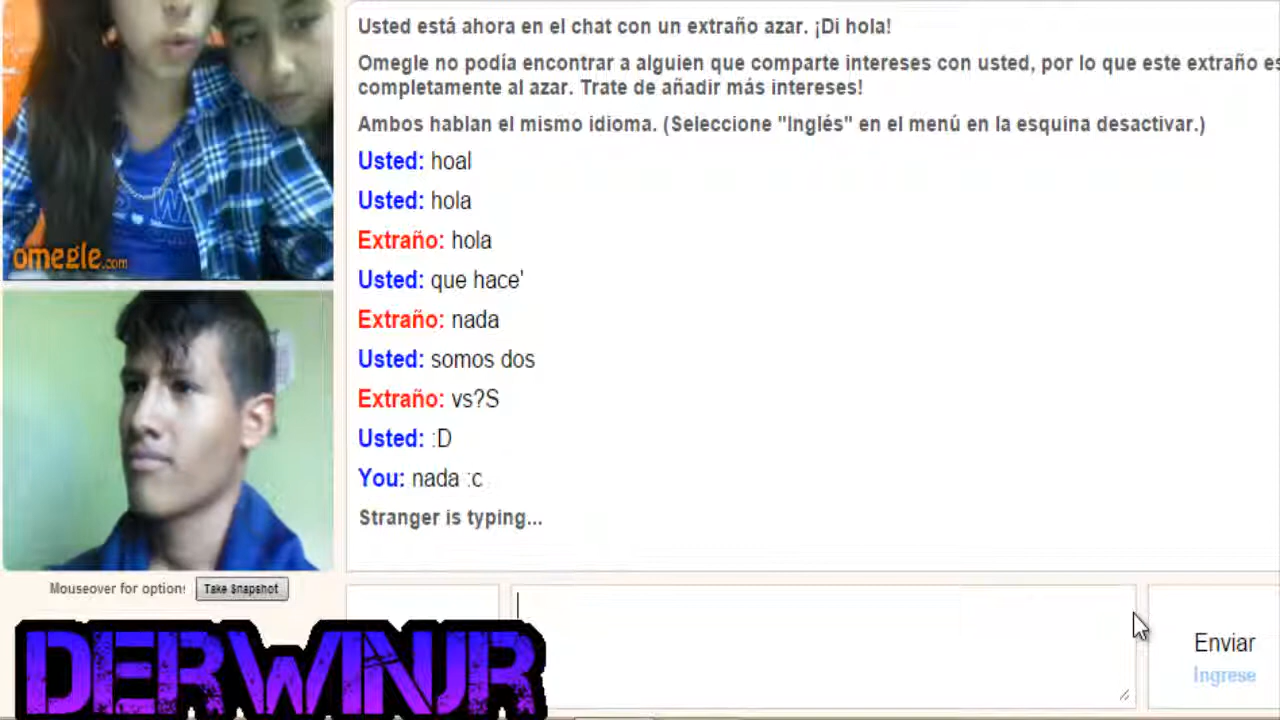 Usted está ahora en el chat con un extraño azar. ¡Di hola!
Omegle no podía encontrar a alguien que comparte intereses con usted, por lo que este extraño es
completamente al azar. Trate de añadir más intereses!
Ambos hablan el mismo idioma. (Seleccione "Inglés" en el menú en la esquina desactivar.)
Usted: hoal
Usted: hola
Extraño: hola
Usted: que hace'
Extraño: nada
Usted: somos dos
Extraño: vs?S
Usted: :D
You: nada :c
Stranger is typing...
omegle.com
Mouseover for option
Take Snapshot
Enviar
Ingrese
DERWINJR